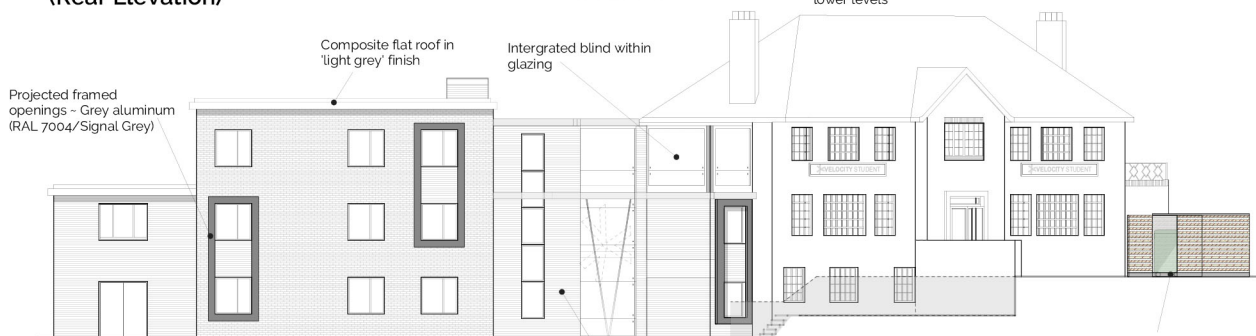 (Rear Elevation)
lower levels
Composite flat roof in
'light grey' finish
Intergrated blind within
glazing
Projected framed
openings ~ Grey aluminum
(RAL 7004/Signal Grey)
VELOCITY STUDENT
VELOCITY STUDENT